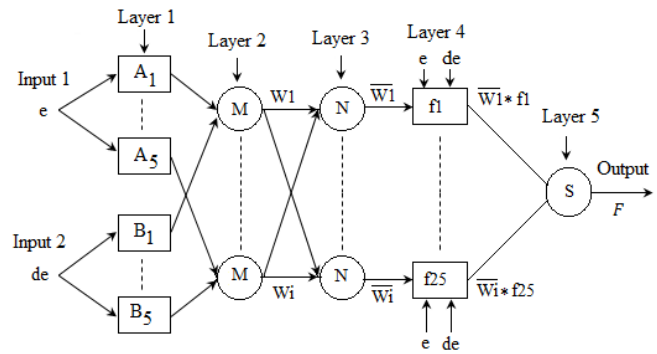 Layer 1
Layer 2
Layer 3
Layer 4
Layer 5
Input 1
e
A1
A5
Input 2
de
B1
B5
M
M
W1
Wi
N
N
W̅1̅
W̅i̅
e de
f1
f25
e de
W̅1̅* f1
W̅i̅* f25
S
Output
F